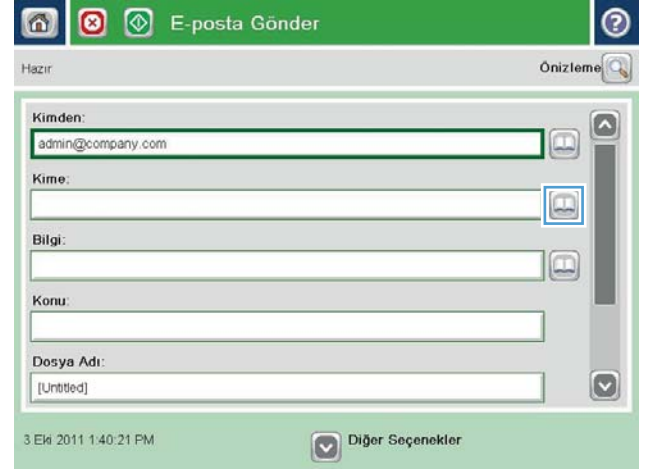 E-posta Gönder
Hazır
Önizleme
Kimden:
admin@company.com
Kime:
Bilgi:
Konu:
Dosya Adı:
[Untitled]
3 Eki 2011 1:40:21 PM
Diğer Seçenekler